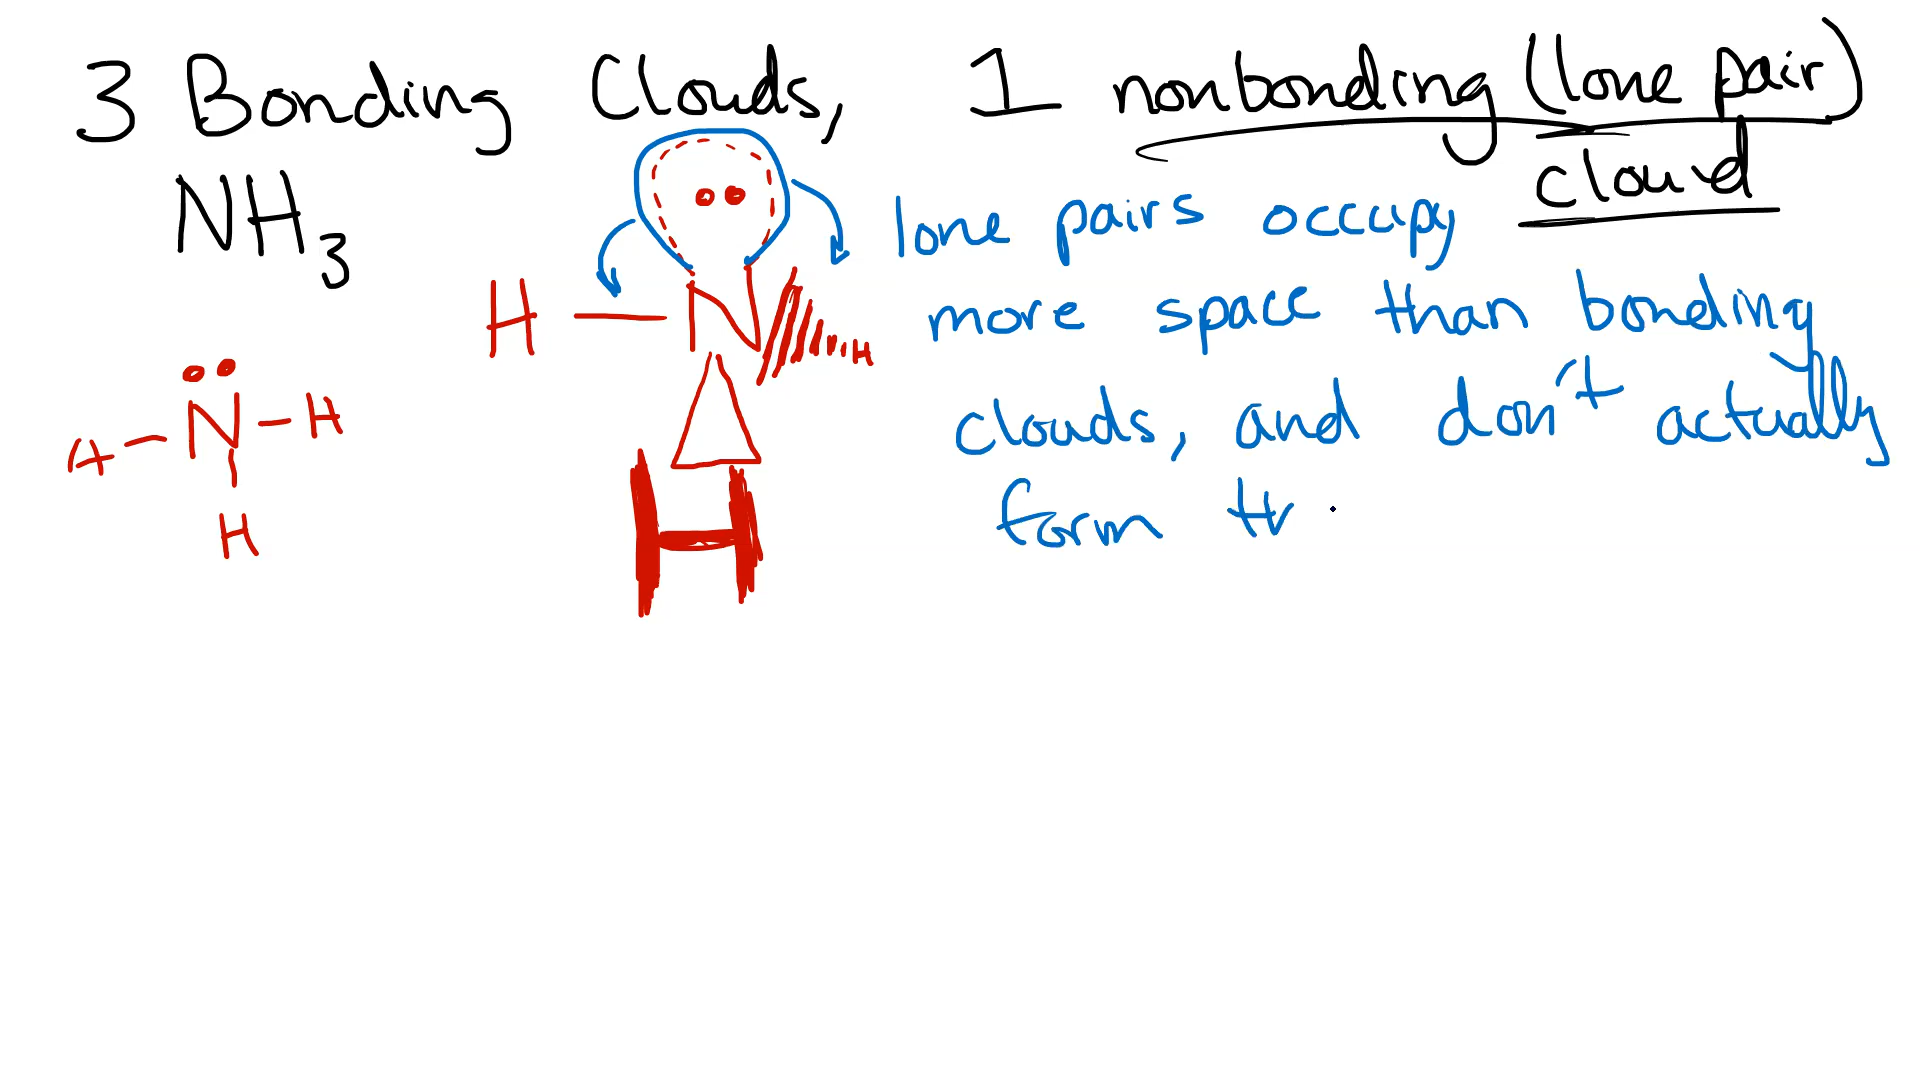 3 Bonding Clouds, 1 nonbonding (lone pair)
cloud
NH3
lone pairs occupy
more space than bonding
clouds, and don't actually
form
H N H
H
N H
H
H